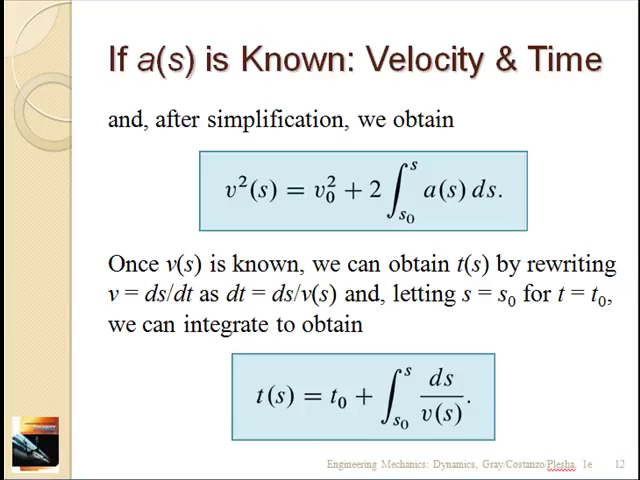 If a(s) is Known: Velocity & Time
and, after simplification, we obtain
v²(s) = v₀² + 2 ∫_{s₀}^{s} a(s) ds.
Once v(s) is known, we can obtain t(s) by rewriting
v = ds/dt as dt = ds/v(s) and, letting s = s₀ for t = t₀,
we can integrate to obtain
t(s) = t₀ + ∫_{s₀}^{s} ds/v(s).
Engineering Mechanics: Dynamics, Gray/Costanzo/Plesha, 1e 12